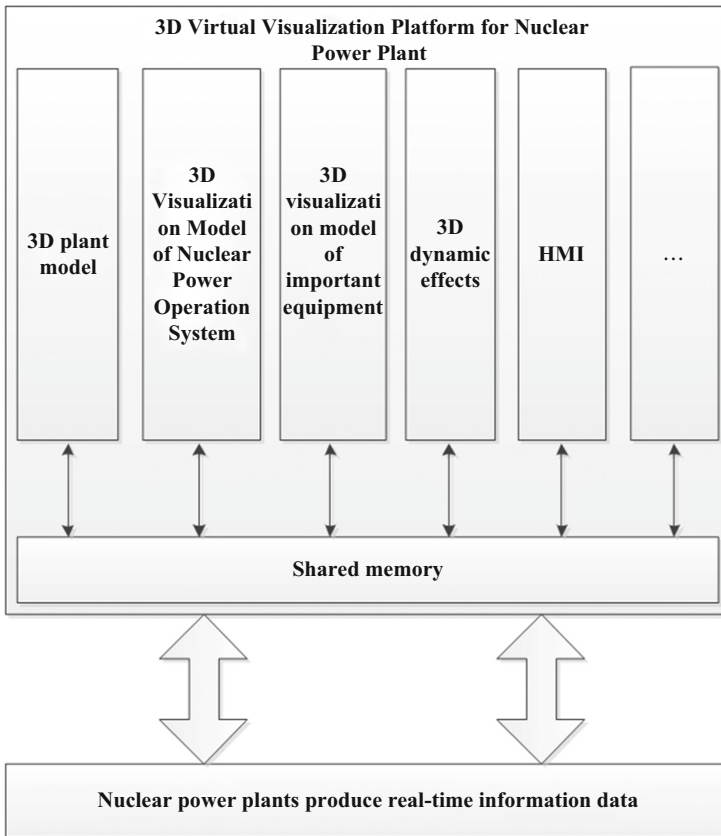 3D Virtual Visualization Platform for Nuclear
Power Plant
3D plant
model
3D
Visualizati
on Model
of Nuclear
Power
Operation
System
3D
visualizati
on model
of
important
equipment
3D
dynamic
effects
HMI
…
Shared memory
Nuclear power plants produce real-time information data